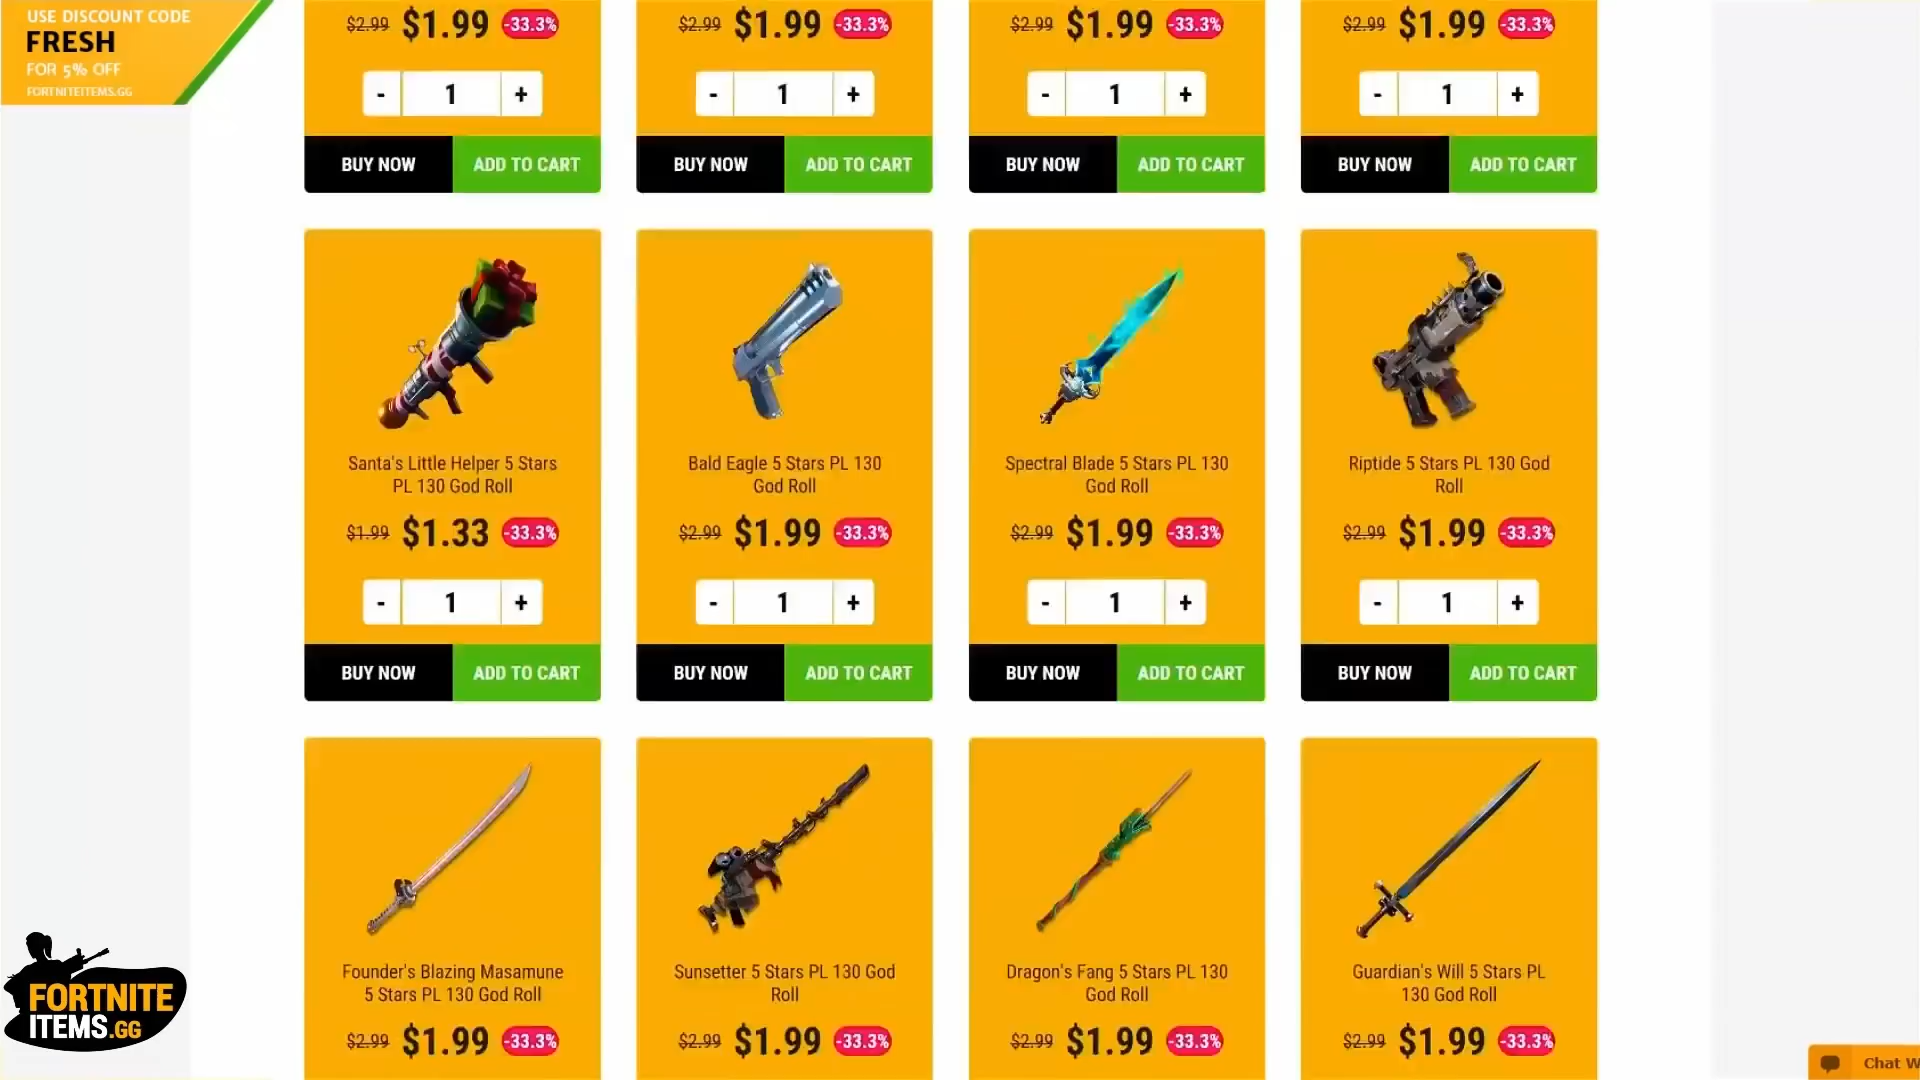 USE DISCOUNT CODE
FRESH
FOR 5% OFF
FORTNITEITEMS.GG
$2.99 $1.99 -33.3%
$2.99 $1.99 -33.3%
$2.99 $1.99 -33.3%
$2.99 $1.99 -33.3%
- 1 +
- 1 +
- 1 +
- 1 +
BUY NOW ADD TO CART
BUY NOW ADD TO CART
BUY NOW ADD TO CART
BUY NOW ADD TO CART
Santa's Little Helper 5 Stars
PL 130 God Roll
$1.99 $1.33 -33.3%
- 1 +
BUY NOW ADD TO CART
Bald Eagle 5 Stars PL 130
God Roll
$2.99 $1.99 -33.3%
- 1 +
BUY NOW ADD TO CART
Spectral Blade 5 Stars PL 130
God Roll
$2.99 $1.99 -33.3%
- 1 +
BUY NOW ADD TO CART
Riptide 5 Stars PL 130 God
Roll
$2.99 $1.99 -33.3%
- 1 +
BUY NOW ADD TO CART
Founder's Blazing Masamune
5 Stars PL 130 God Roll
$2.99 $1.99 -33.3%
Sunsetter 5 Stars PL 130 God
Roll
$2.99 $1.99 -33.3%
Dragon's Fang 5 Stars PL 130
God Roll
$2.99 $1.99 -33.3%
Guardian's Will 5 Stars PL
130 God Roll
$2.99 $1.99 -33.3%
FORTNITE
ITEMS.GG
Chat W